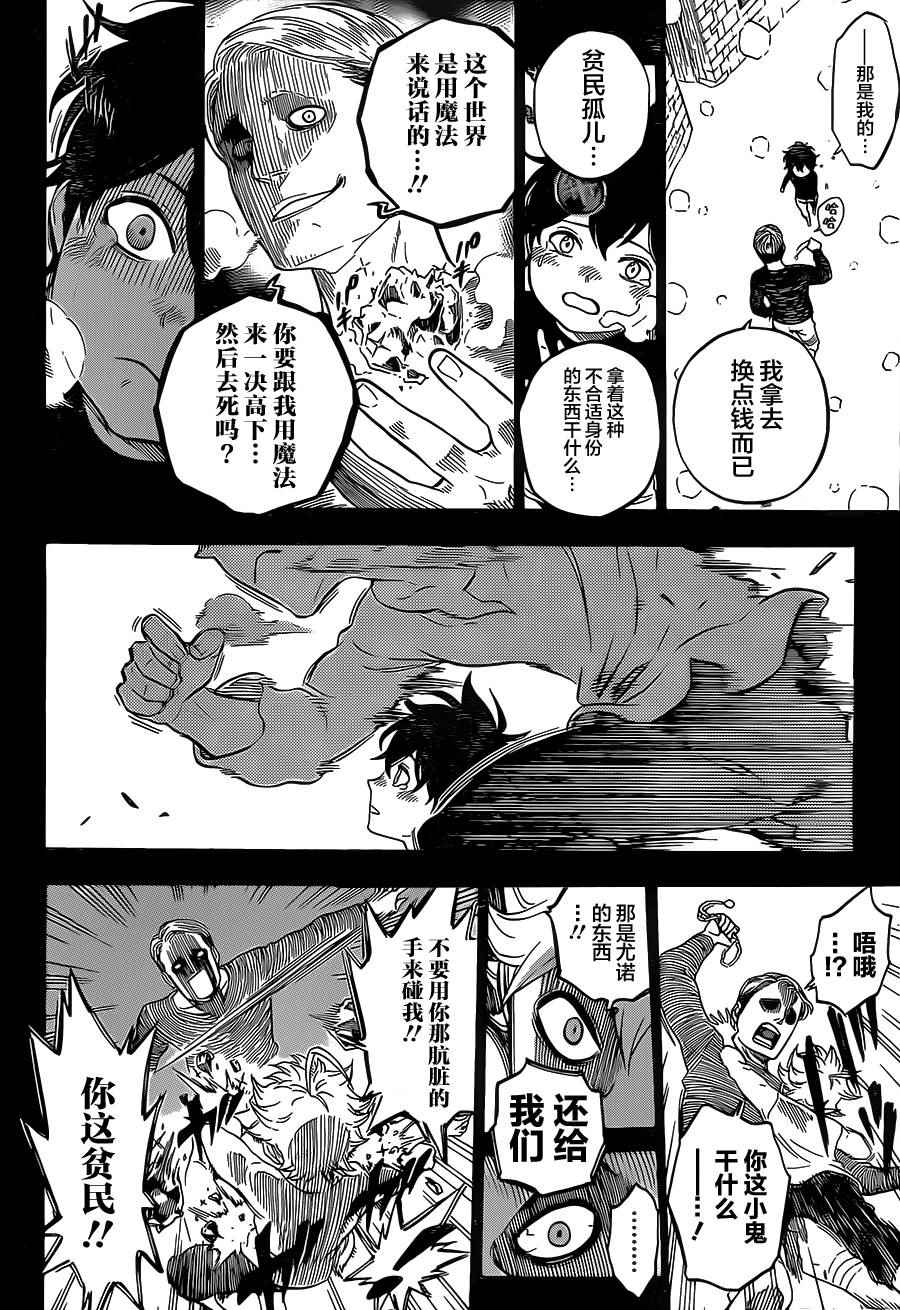 ——
那是我的…
哈哈
我拿去
换点钱而已
贫民孤儿…
拿着这种
不合适身份
的东西干什么…
这个世界
是用魔法
来说话的…!!
你要跟我用魔法
来一决高下…
然后去死吗？
唔哦
…!?
你这小鬼
干什么
——…!
那是尤诺
的东西
…!!
还给
我们
………
不要用你那肮脏的
手来碰我!!
你这贫民!!